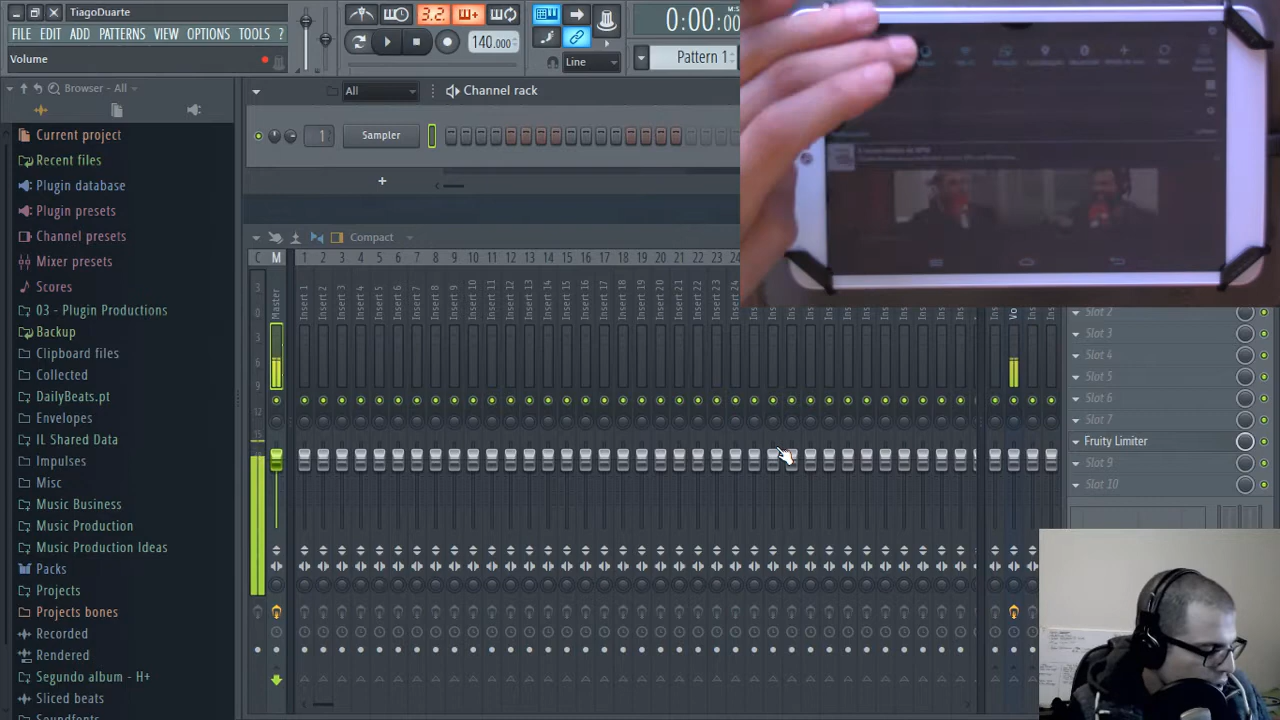 TiagoDuarte
FILE EDIT ADD PATTERNS VIEW OPTIONS TOOLS ?
Volume
3.2
140.000
0:00:00
M:S
Line
Pattern 1
Browser - All
Current project
Recent files
Plugin database
Plugin presets
Channel presets
Mixer presets
Scores
03 - Plugin Productions
Backup
Clipboard files
Collected
DailyBeats.pt
Envelopes
IL Shared Data
Impulses
Misc
Music Business
Music Production
Music Production Ideas
Packs
Projects
Projects bones
Recorded
Rendered
Segundo album - H+
Sliced beats
All
Channel rack
1
Sampler
Compact
C M 1 2 3 4 5 6 7 8 9 10 11 12 13 14 15 16 17 18 19 20 21 22 23 24
Master
Insert 1
Insert 2
Insert 3
Insert 4
Insert 5
Insert 6
Insert 7
Insert 8
Insert 9
Insert 10
Insert 11
Insert 12
Insert 13
Insert 14
Insert 15
Insert 16
Insert 17
Insert 18
Insert 19
Insert 20
Insert 21
Insert 22
Insert 23
Slot 2
Slot 3
Slot 4
Slot 5
Slot 6
Slot 7
Fruity Limiter
Slot 9
Slot 10